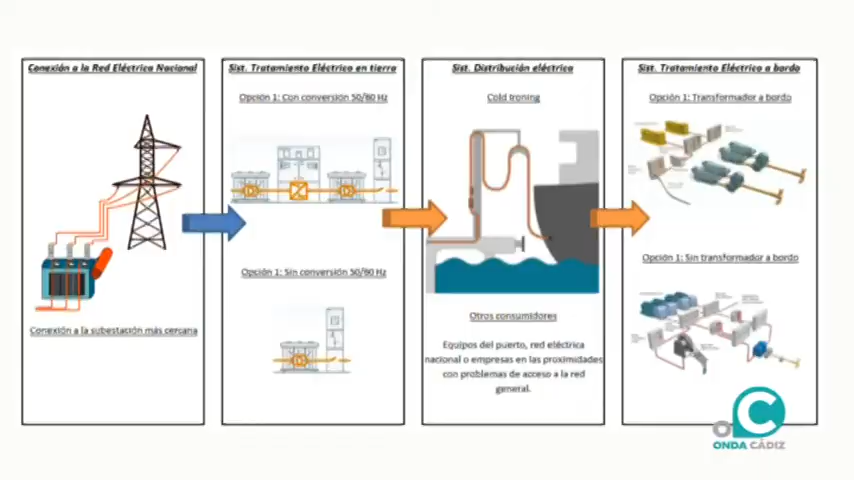 Conexión a la Red Eléctrica Nacional
Conexión a la subestación más cercana
Sist. Tratamiento Eléctrico en tierra
Opción 1: Con conversión 50/60 Hz
Opción 1: Sin conversión 50/60 Hz
Sist. Distribución eléctrica
Cold Ironing
Otros consumidores
Equipos del puerto, red eléctrica
nacional o empresas en las proximidades
con problemas de acceso a la red
general.
Sist. Tratamiento Eléctrico a bordo
Opción 1: Transformador a bordo
Opción 1: Sin transformador a bordo
ONDA CÁDIZ